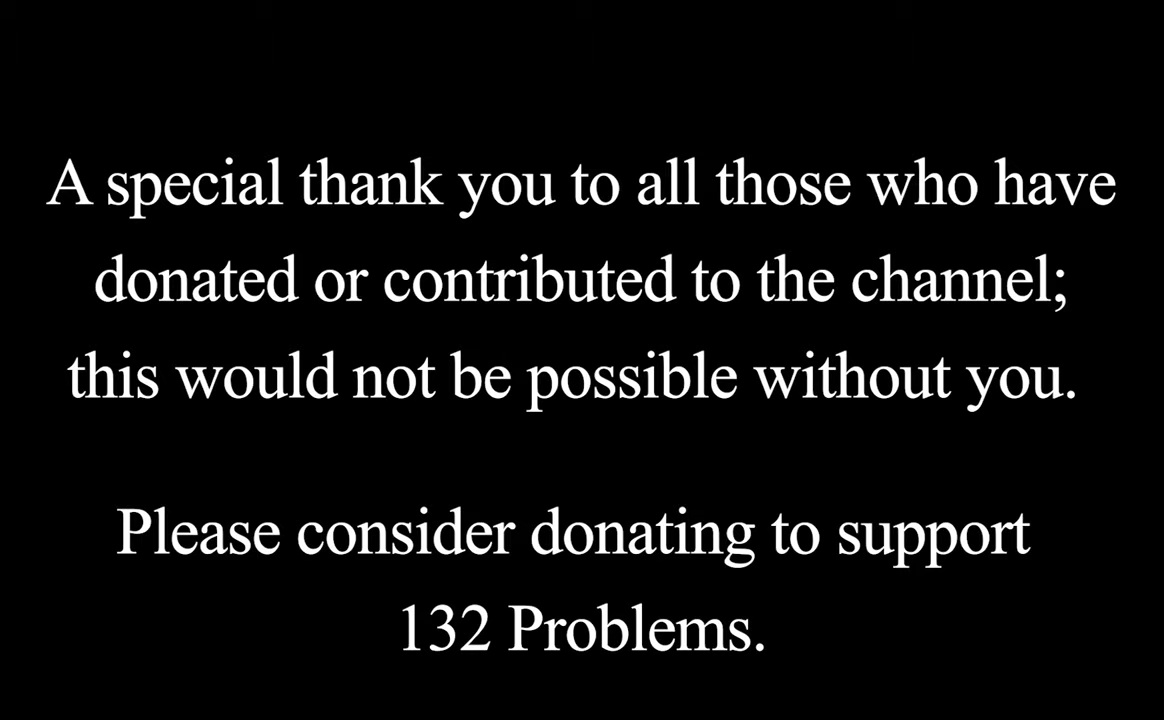 A special thank you to all those who have
donated or contributed to the channel;
this would not be possible without you.
Please consider donating to support
132 Problems.